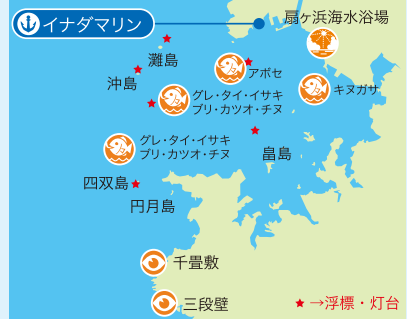 イナダマリン
扇ヶ浜海水浴場
灘島
アボセ
沖島
キヌガサ
グレ・タイ・イサキ
ブリ・カツオ・チヌ
グレ・タイ・イサキ
ブリ・カツオ・チヌ
畠島
四双島
円月島
千畳敷
三段壁
★→浮標・灯台